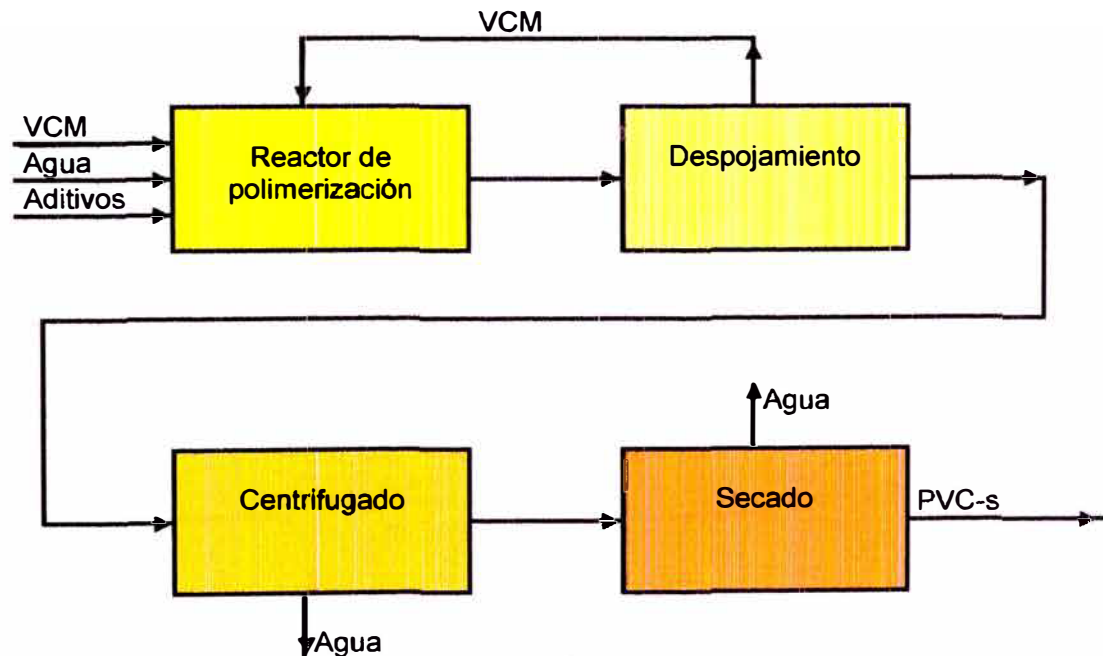 VCM
VCM
Agua
Aditivos
Reactor de
polimerización
Despojamiento
Agua
Centrifugado
Secado
PVC-s
Agua